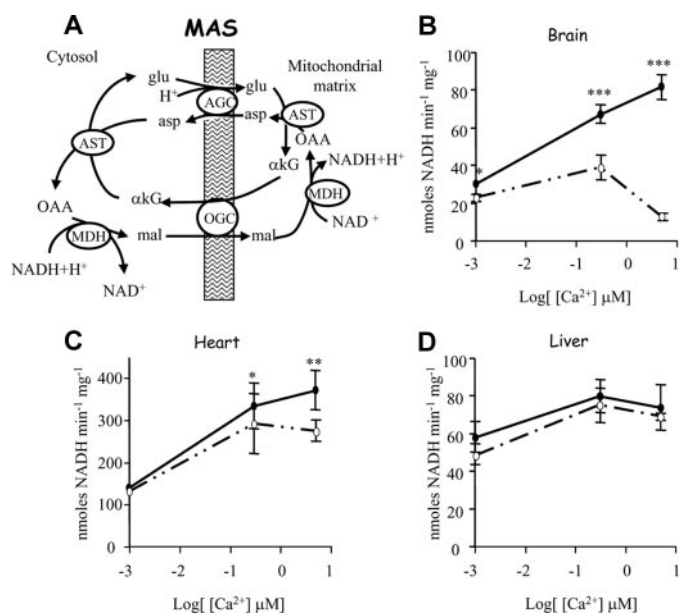 A
MAS
Cytosol
Mitochondrial
matrix
glu
H⁺
AGC
glu
asp
asp
AST
OAA
AST
αkG
NADH+H⁺
αkG
MDH
OAA
OGC
NAD⁺
MDH
mal
mal
NADH+H⁺
NAD⁺
B
Brain
nmoles NADH min⁻¹ mg⁻¹
100
80
60
40
20
0
*
***
***
-3 -2 -1 0 1
Log[ [Ca²⁺] μM]
C
Heart
nmoles NADH min⁻¹ mg⁻¹
400
300
200
100
0
*
**
-3 -2 -1 0 1
Log[ [Ca²⁺] μM]
D
Liver
nmoles NADH min⁻¹ mg⁻¹
100
80
60
40
20
0
-3 -2 -1 0 1
Log[ [Ca²⁺] μM]